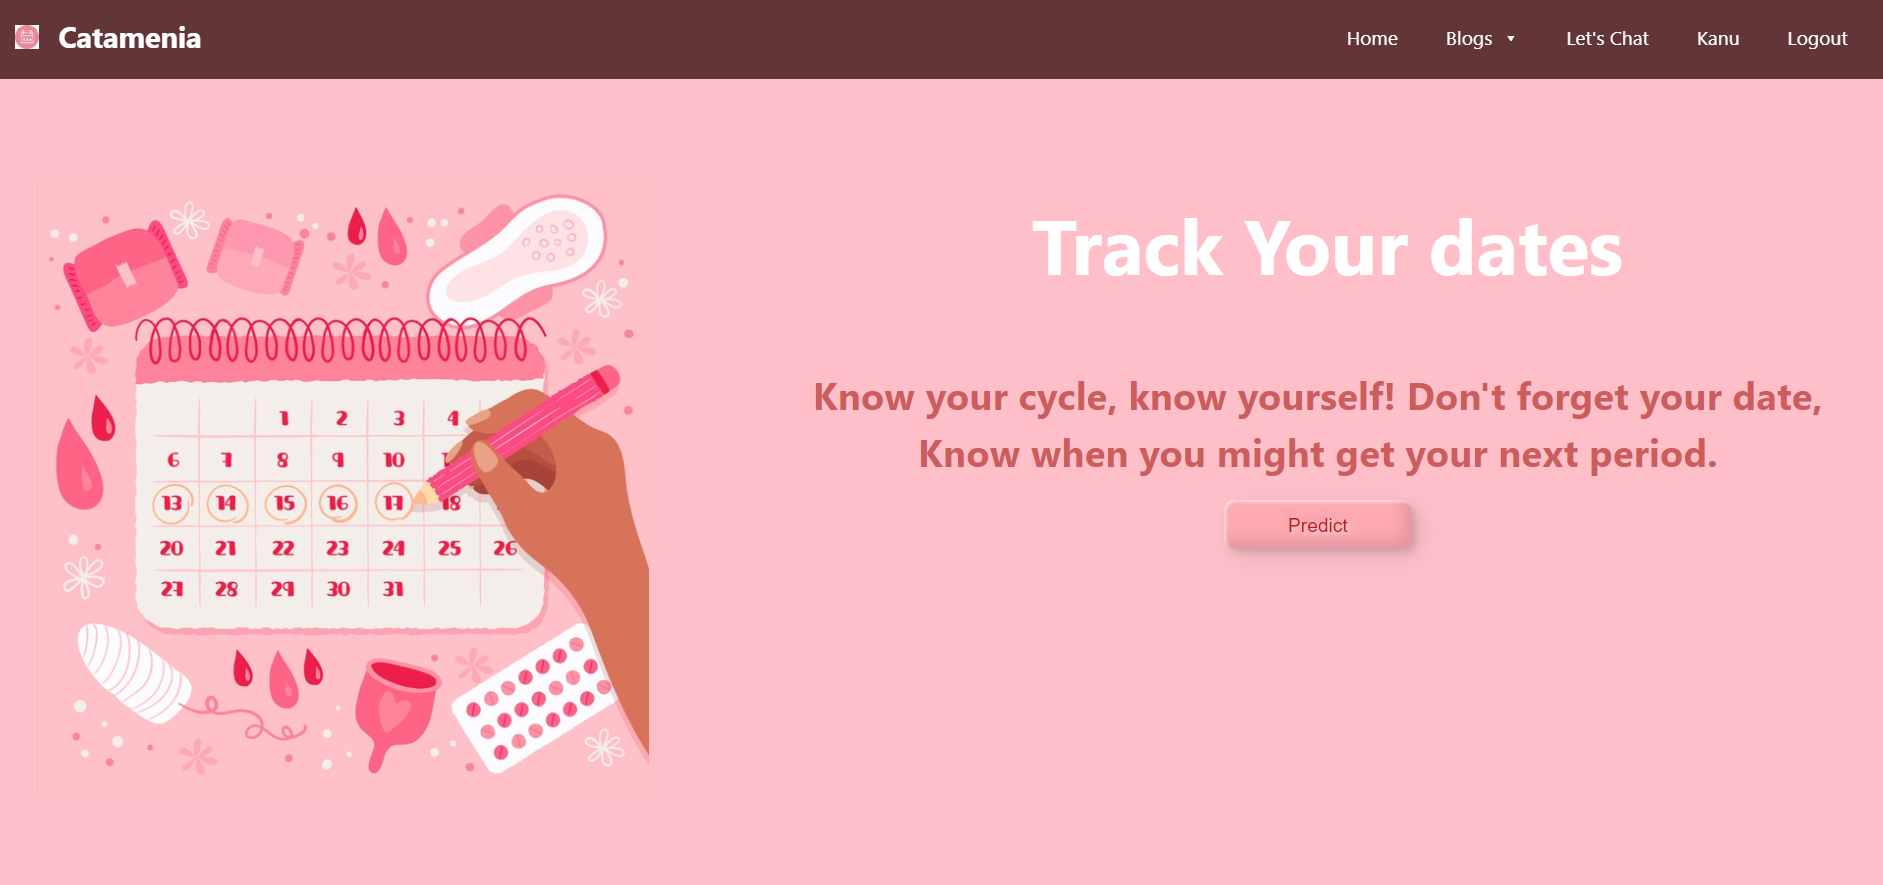 Catamenia
Home Blogs Let's Chat Kanu Logout
Track Your dates
Know your cycle, know yourself! Don't forget your date,
Know when you might get your next period.
Predict
1 2 3 4
6 7 8 9 10
13 14 15 16 17 18
20 21 22 23 24 25 26
27 28 29 30 31